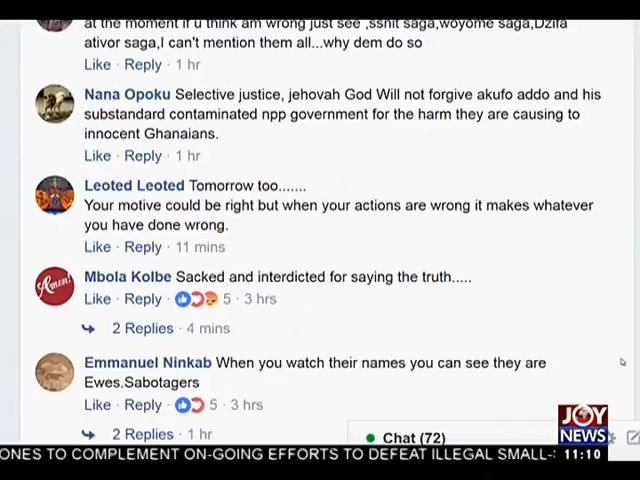 at the moment if u think am wrong just see ,ssnit saga,woyome saga,Dzifa
ativor saga,I can't mention them all...why dem do so
Like · Reply · 1 hr
Nana Opoku Selective justice, jehovah God Will not forgive akufo addo and his
substandard contaminated npp government for the harm they are causing to
innocent Ghanaians.
Like · Reply · 1 hr
Leoted Leoted Tomorrow too.......
Your motive could be right but when your actions are wrong it makes whatever
you have done wrong.
Like · Reply · 11 mins
Amen!
Mbola Kolbe Sacked and interdicted for saying the truth.....
Like · Reply · 5 · 3 hrs
2 Replies · 4 mins
Emmanuel Ninkab When you watch their names you can see they are
Ewes.Sabotagers
Like · Reply · 5 · 3 hrs
2 Replies · 1 hr
Chat (72)
JOY
NEWS
ONES TO COMPLEMENT ON-GOING EFFORTS TO DEFEAT ILLEGAL SMALL-
11:10